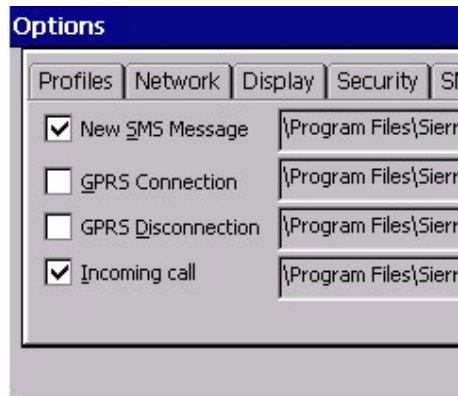 Options
Profiles Network Display Security
New SMS Message \Program Files\Sierr
GPRS Connection \Program Files\Sierr
GPRS Disconnection \Program Files\Sierr
Incoming call \Program Files\Sierr